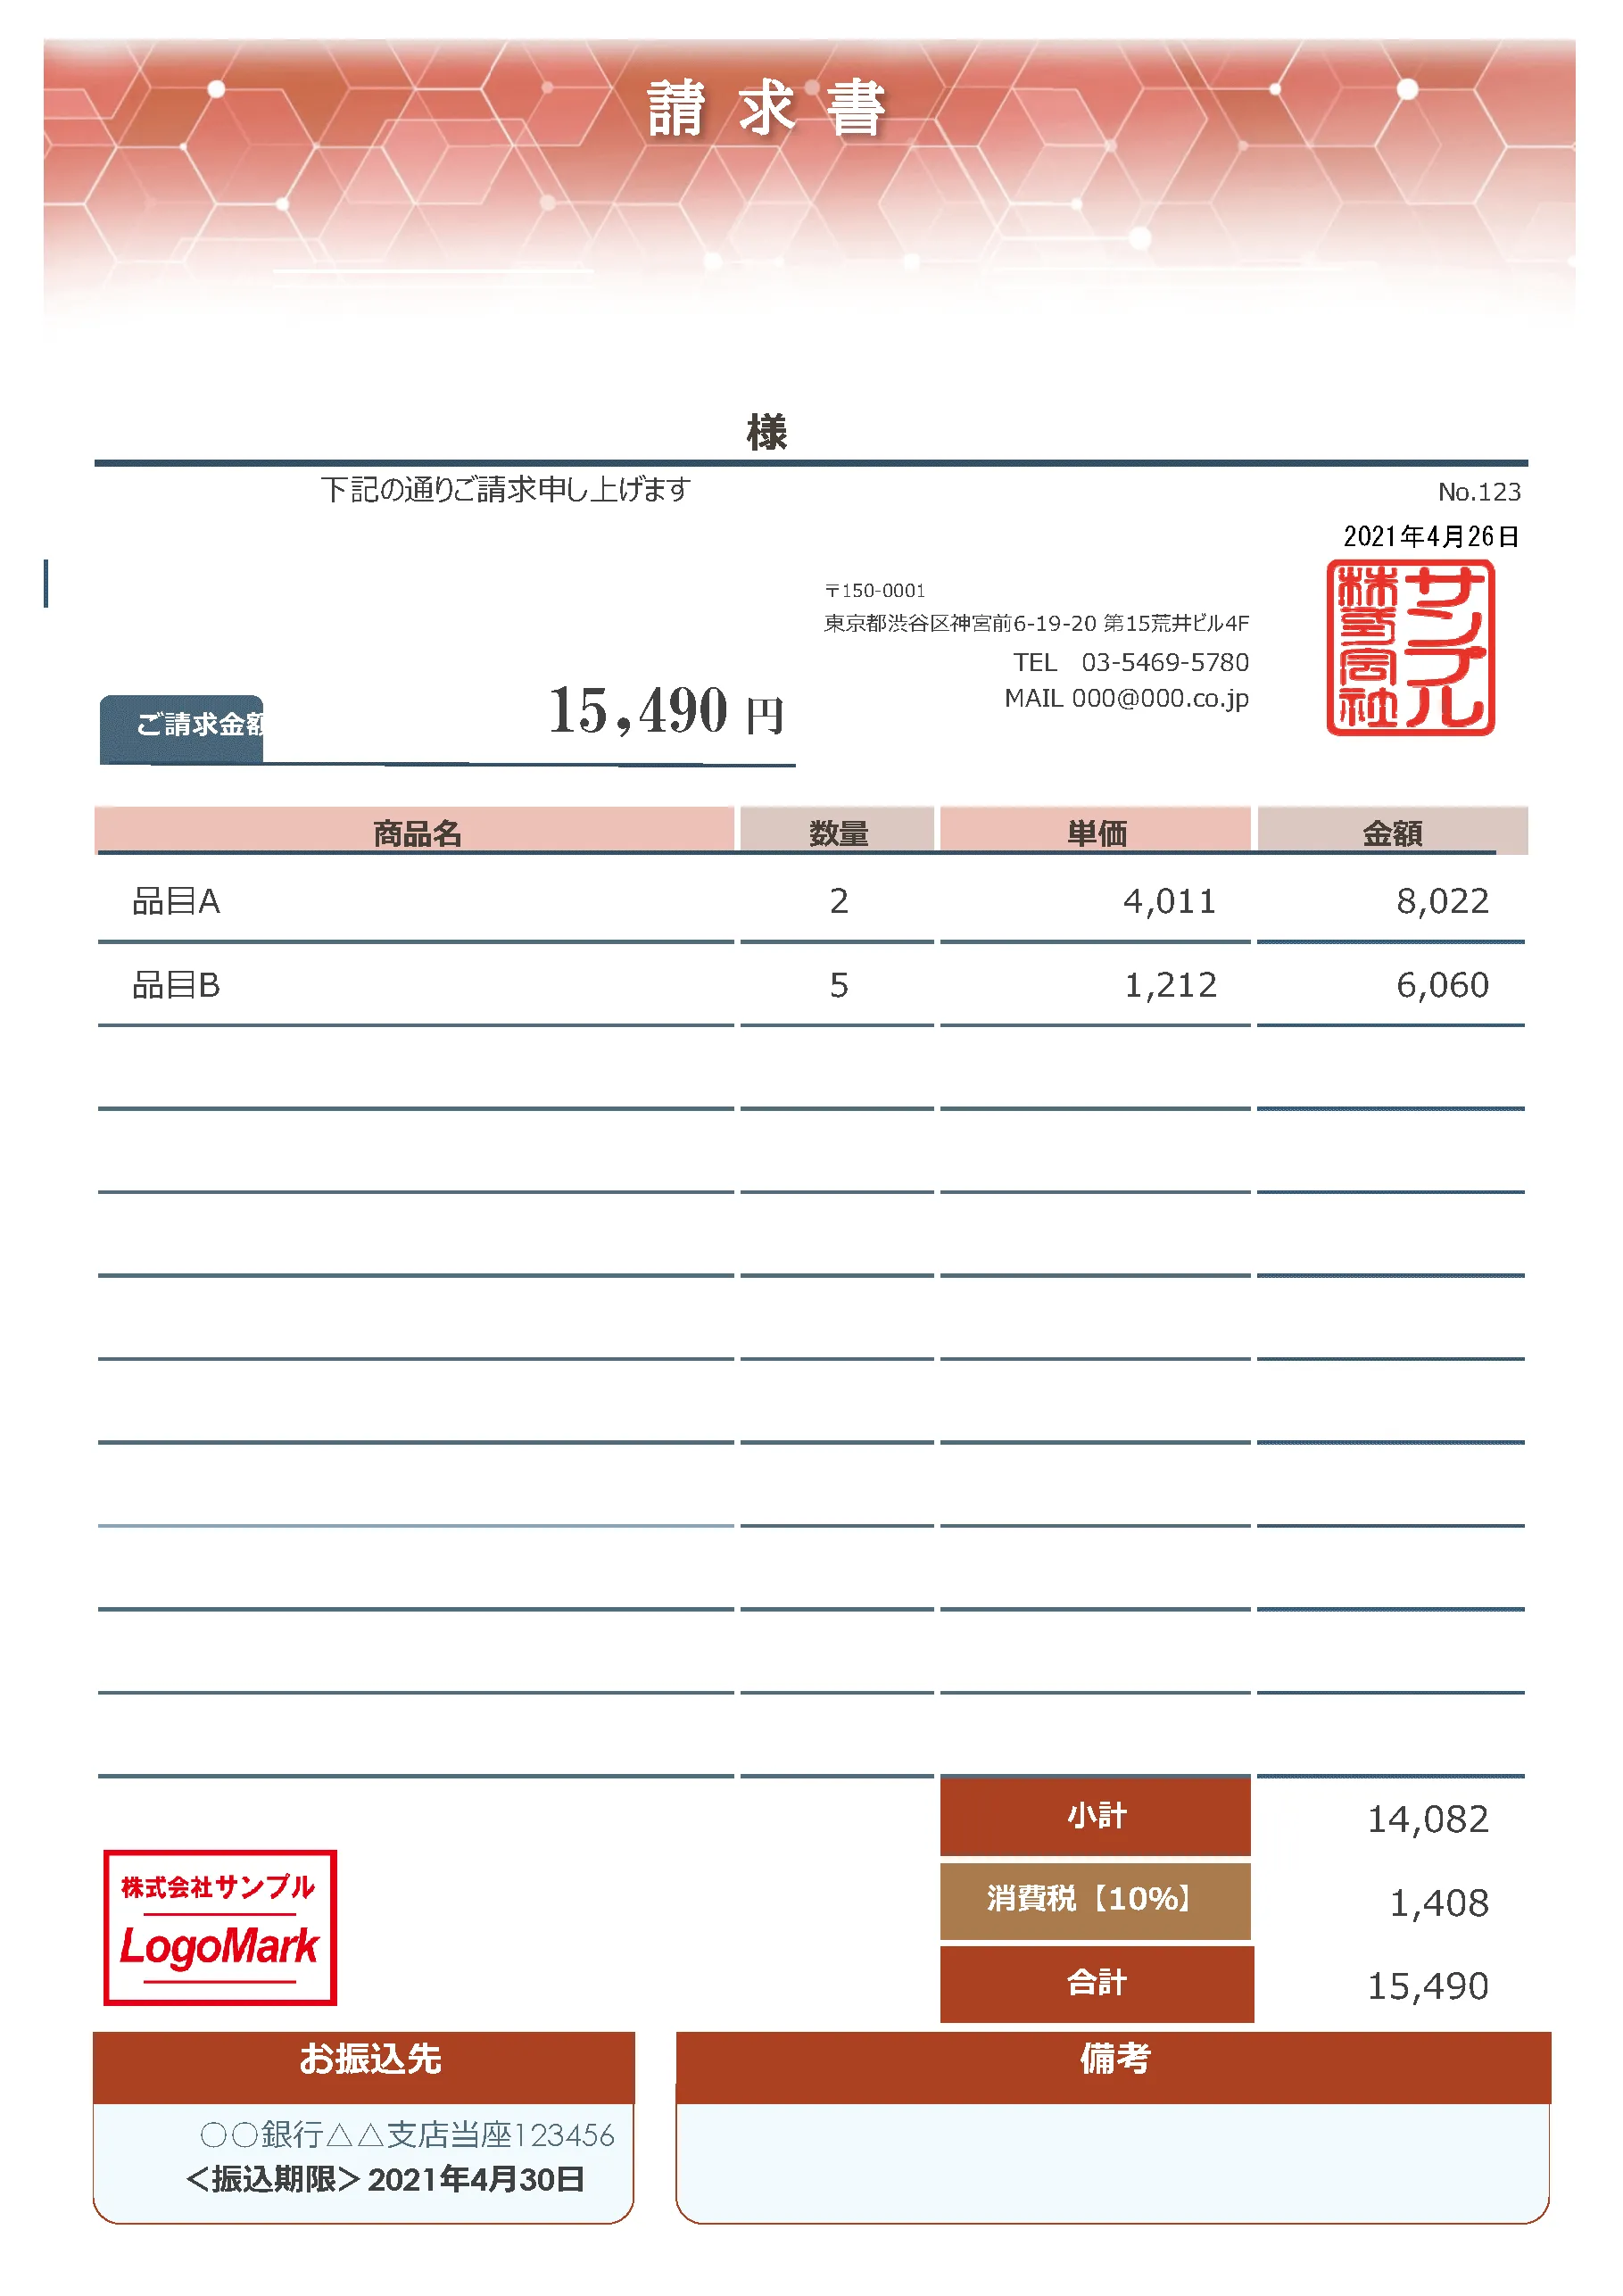 請求書
様
下記の通りご請求申し上げます
No.123
2021年4月26日
〒150-0001
東京都渋谷区神宮前6-19-20 第15荒井ビル4F
TEL 03-5469-5780
MAIL 000@000.co.jp
サンプル
株式会社
ご請求金額 15,490 円
商品名 数量 単価 金額
品目A 2 4,011 8,022
品目B 5 1,212 6,060
小計 14,082
消費税【10%】 1,408
合計 15,490
株式会社サンプル
LogoMark
お振込先
○○銀行△△支店当座123456
＜振込期限＞2021年4月30日
備考